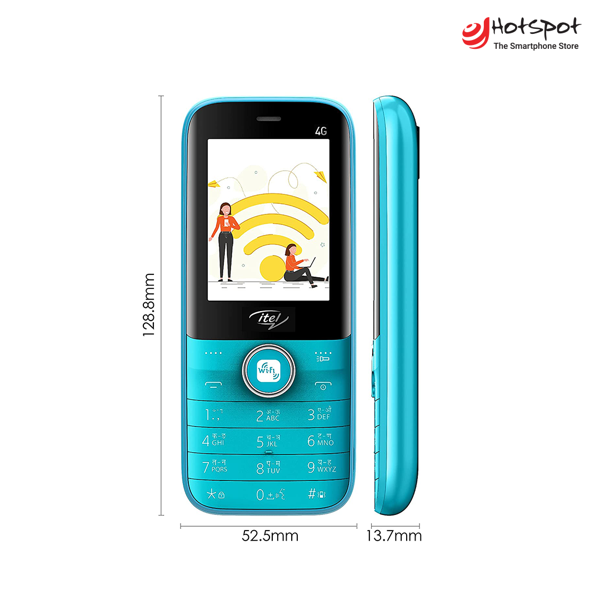 Hotspot
The Smartphone Store
4G
itel
WiFi
1
2 अ-अः ABC
3 ए-ओ DEF
4 क-ङ GHI
5 च-ञ JKL
6 ट-ण MNO
7 त-न PQRS
8 प-म TUV
9 य-ह WXYZ
*
0
#
128.8mm
52.5mm
13.7mm